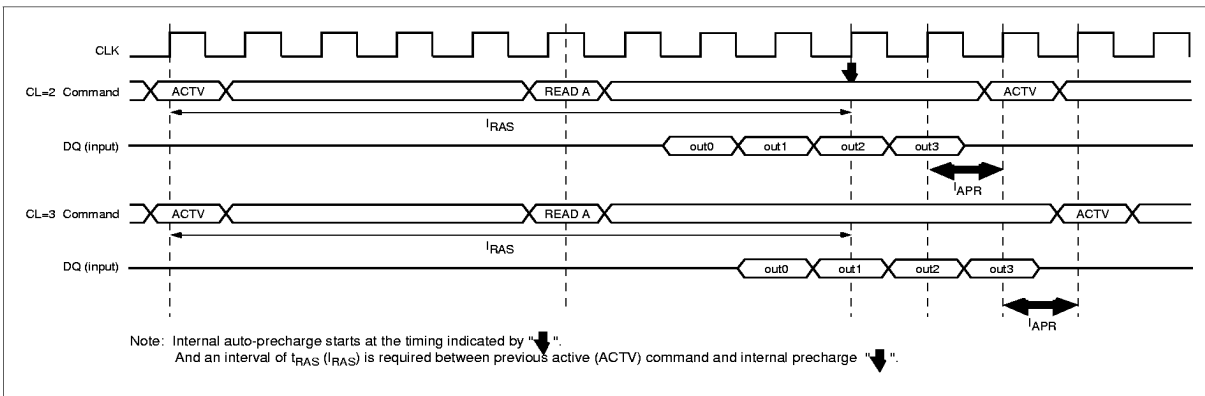 CLK
CL=2 Command
ACTV
READ A
ACTV
lRAS
DQ (input)
out0
out1
out2
out3
lAPR
CL=3 Command
ACTV
READ A
ACTV
lRAS
DQ (input)
out0
out1
out2
out3
lAPR
Note: Internal auto-precharge starts at the timing indicated by " ".
And an interval of tRAS (lRAS) is required between previous active (ACTV) command and internal precharge " ".